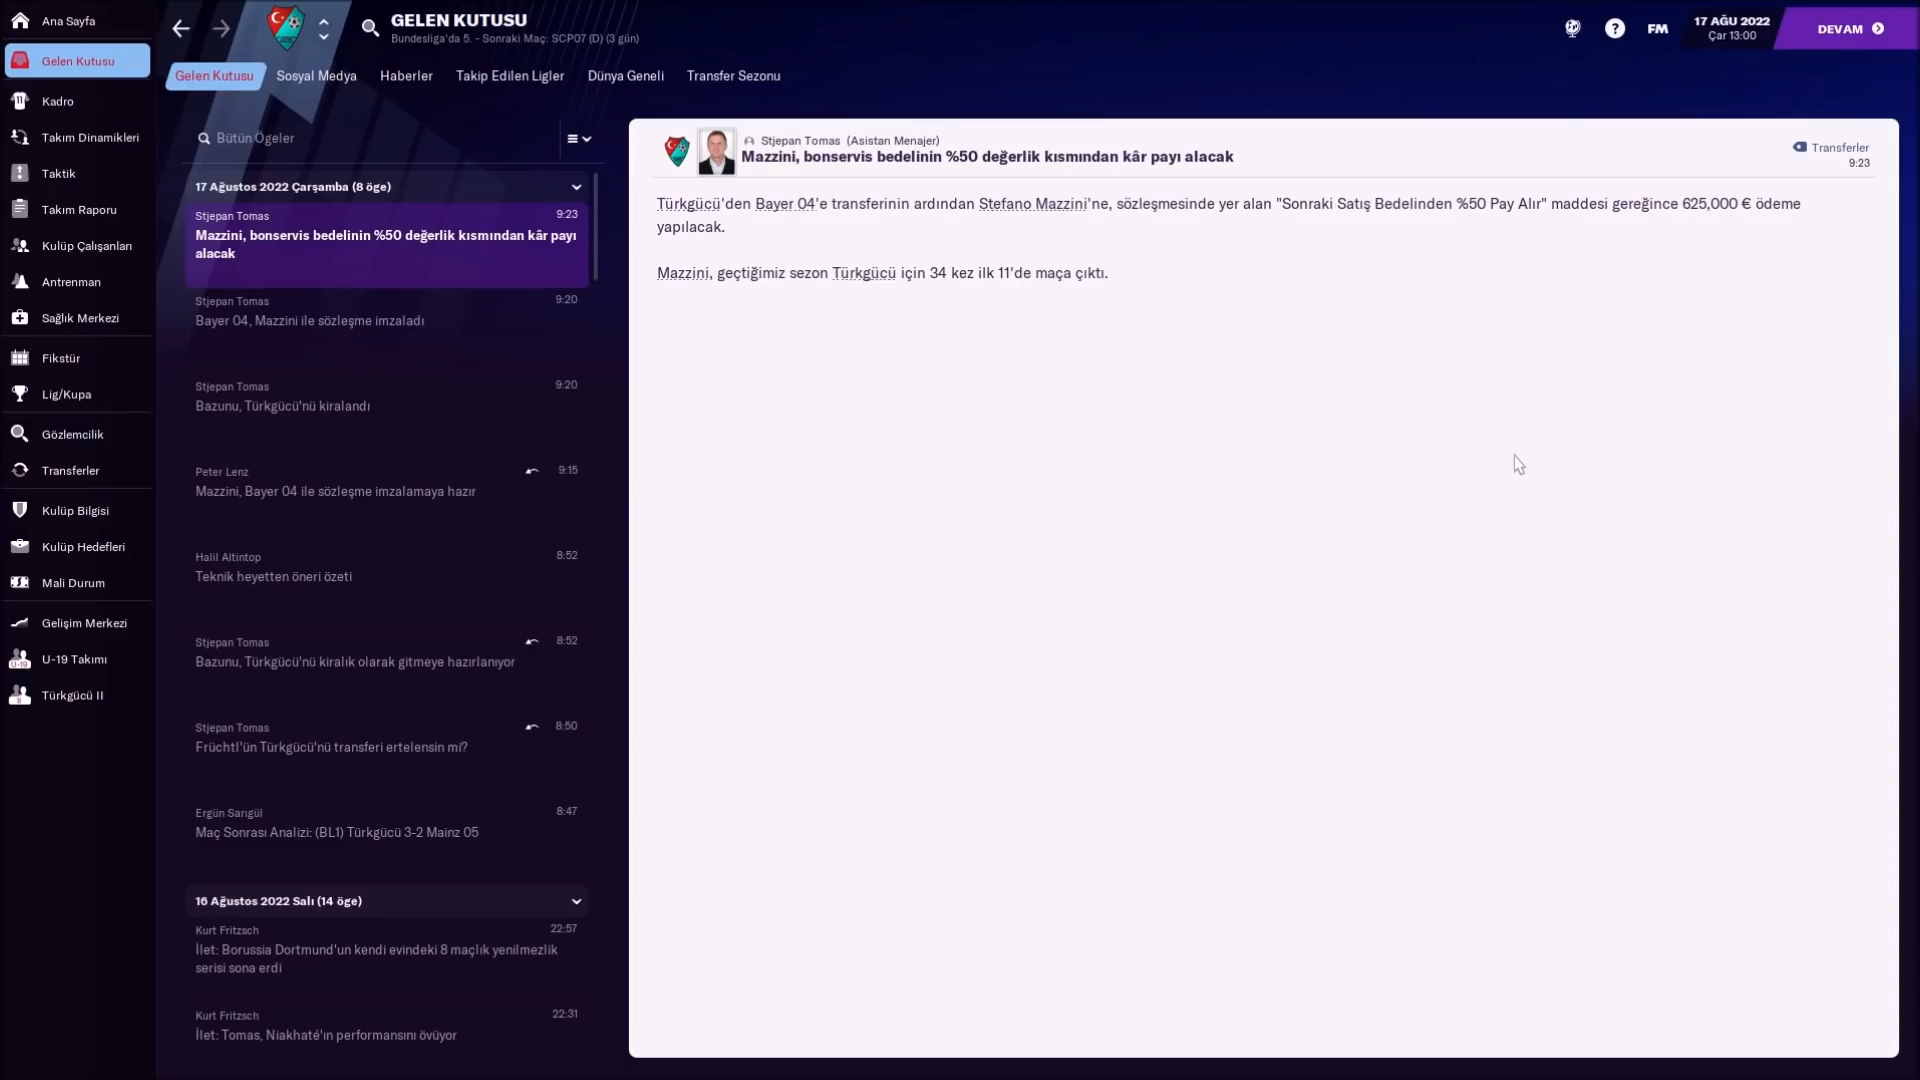 Ana Sayfa
Gelen Kutusu
Kadro
Takım Dinamikleri
Taktik
Takım Raporu
Kulüp Çalışanları
Antrenman
Sağlık Merkezi
Fikstür
Lig/Kupa
Gözlemcilik
Transferler
Kulüp Bilgisi
Kulüp Hedefleri
Mali Durum
Gelişim Merkezi
U-19 Takımı
Türkgücü II
GELEN KUTUSU
Bundesliga'da 5. - Sonraki Maç: SCP07 (D) (3 gün)
FM
17 AĞU 2022
Çar 13:00
DEVAM
Gelen Kutusu Sosyal Medya Haberler Takip Edilen Ligler Dünya Geneli Transfer Sezonu
Bütün Ögeler
17 Ağustos 2022 Çarşamba (8 öge)
Stjepan Tomas 9:23
Mazzini, bonservis bedelinin %50 değerlik kısmından kâr payı
alacak
Stjepan Tomas 9:20
Bayer 04, Mazzini ile sözleşme imzaladı
Stjepan Tomas 9:20
Bazunu, Türkgücü'nü kiralandı
Peter Lenz 9:15
Mazzini, Bayer 04 ile sözleşme imzalamaya hazır
Halil Altintop 8:52
Teknik heyetten öneri özeti
Stjepan Tomas 8:52
Bazunu, Türkgücü'nü kiralık olarak gitmeye hazırlanıyor
Stjepan Tomas 8:50
Früchtl'ün Türkgücü'nü transferi ertelensin mi?
Ergün Sarıgül 8:47
Maç Sonrası Analizi: (BL1) Türkgücü 3-2 Mainz 05
16 Ağustos 2022 Salı (14 öge)
Kurt Fritzsch 22:57
İlet: Borussia Dortmund'un kendi evindeki 8 maçlık yenilmezlik
serisi sona erdi
Kurt Fritzsch 22:31
İlet: Tomas, Niakhaté'ın performansını övüyor
Stjepan Tomas (Asistan Menajer)
Mazzini, bonservis bedelinin %50 değerlik kısmından kâr payı alacak
Transferler
9:23
Türkgücü'den Bayer 04'e transferinin ardından Stefano Mazzini'ne, sözleşmesinde yer alan "Sonraki Satış Bedelinden %50 Pay Alır" maddesi gereğince 625,000 € ödeme
yapılacak.
Mazzini, geçtiğimiz sezon Türkgücü için 34 kez ilk 11'de maça çıktı.